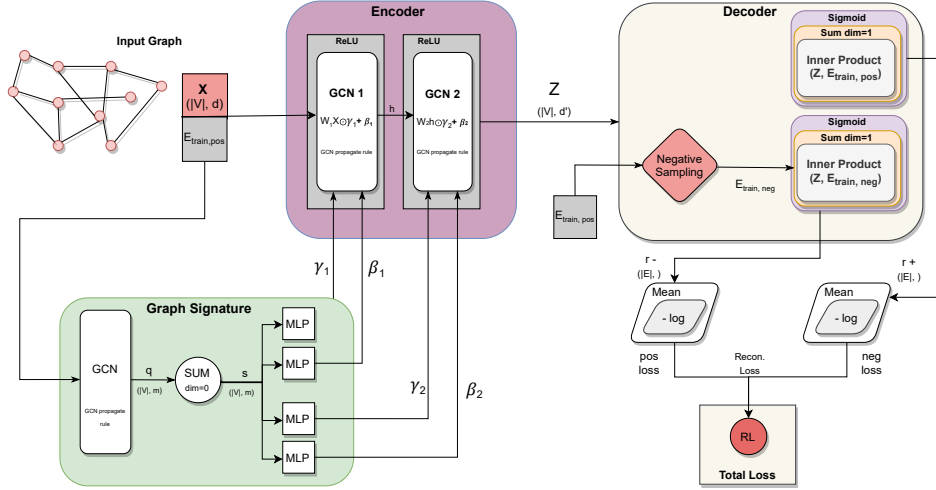 Input Graph
X
(|V|, d)
E_train,pos
Encoder
ReLU
GCN 1
W₁X⊙γ₁+ β₁
GCN propagate rule
h
ReLU
GCN 2
W₂h⊙γ₂+ β₂
GCN propagate rule
Z
(|V|, d')
Decoder
Sigmoid
Sum dim=1
Inner Product
(Z, E_train, pos)
Sigmoid
Sum dim=1
Inner Product
(Z, E_train, neg)
Negative
Sampling
E_train, neg
E_train, pos
γ₁
β₁
γ₂
β₂
Graph Signature
GCN
GCN propagate
rule
q
(|V|, m)
SUM
dim=0
s
(|V|, m)
MLP
MLP
MLP
MLP
r -
(|E|, )
r +
(|E|, )
Mean
- log
Mean
- log
pos
loss
Recon.
Loss
neg
loss
RL
Total Loss